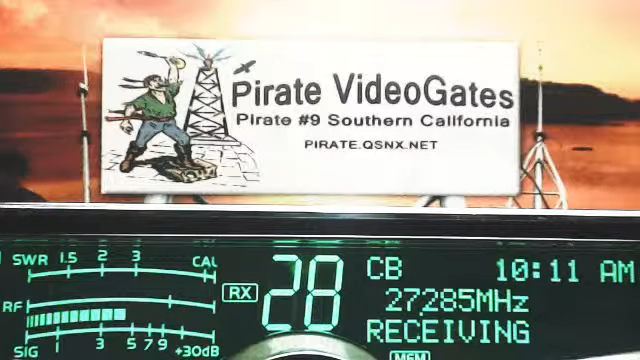 Pirate VideoGates
Pirate #9 Southern California
PIRATE.QSNX.NET
SWR 1.5 2 3 CAL
RF
SIG 1 3 5 7 9 +30dB
RX
28
CB 10:11 AM
27285MHz
RECEIVING
MEM